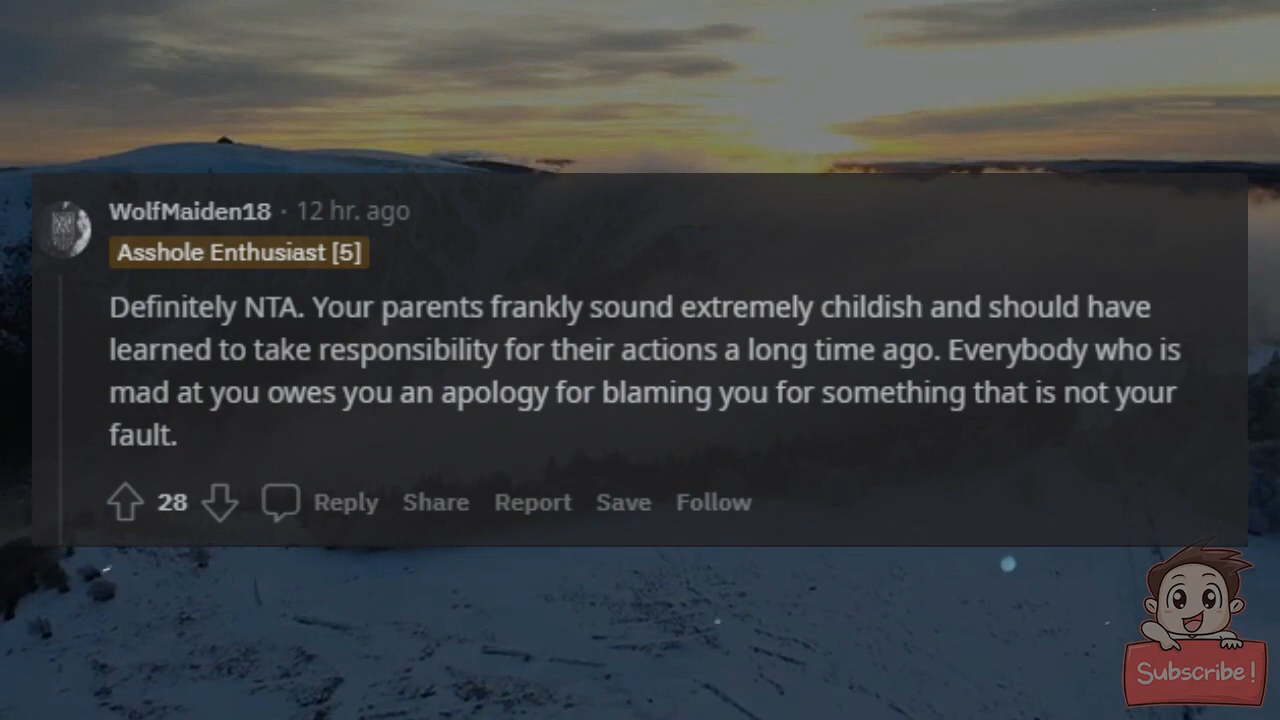 WolfMaiden18 · 12 hr. ago
Asshole Enthusiast [5]
Definitely NTA. Your parents frankly sound extremely childish and should have
learned to take responsibility for their actions a long time ago. Everybody who is
mad at you owes you an apology for blaming you for something that is not your
fault.
28 Reply Share Report Save Follow
Subscribe!